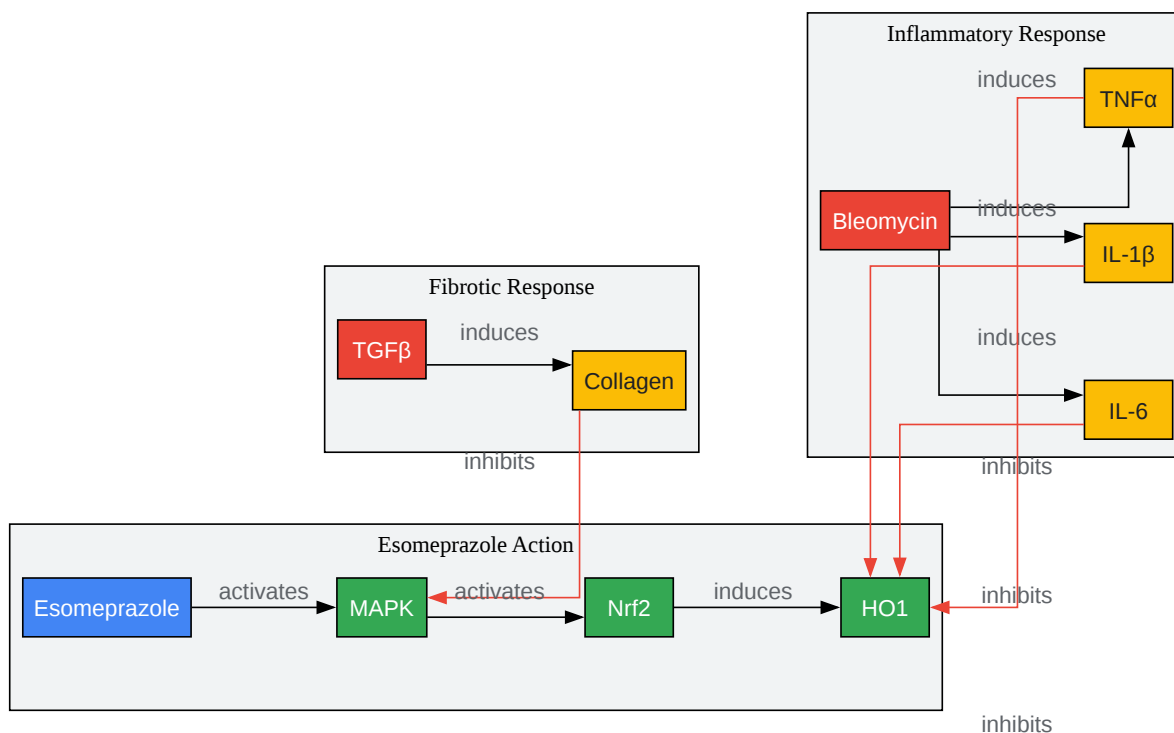 Inflammatory Response
induces
TNFα
Bleomycin
induces
IL-1β
induces
IL-6
inhibits
Fibrotic Response
TGFβ
induces
Collagen
inhibits
Esomeprazole Action
Esomeprazole
activates
MAPK
activates
Nrf2
induces
HO1
inhibits
inhibits